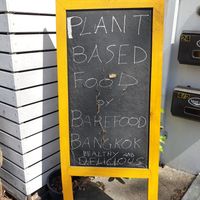 PLANT
BASED
FOOD
by
BAREFOOD
BANGKOK
HEALTHY AND
DELICIOUS